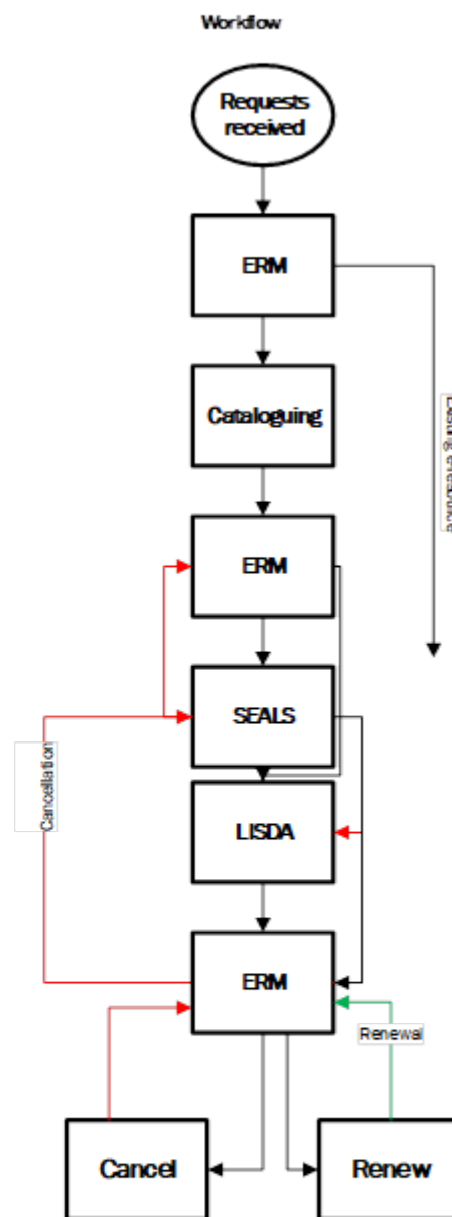 Workflow
Requests
received
ERM
Cataloguing
ERM
SEALS
Cancellation
LISDA
ERM
Renewal
Cancel
Renew